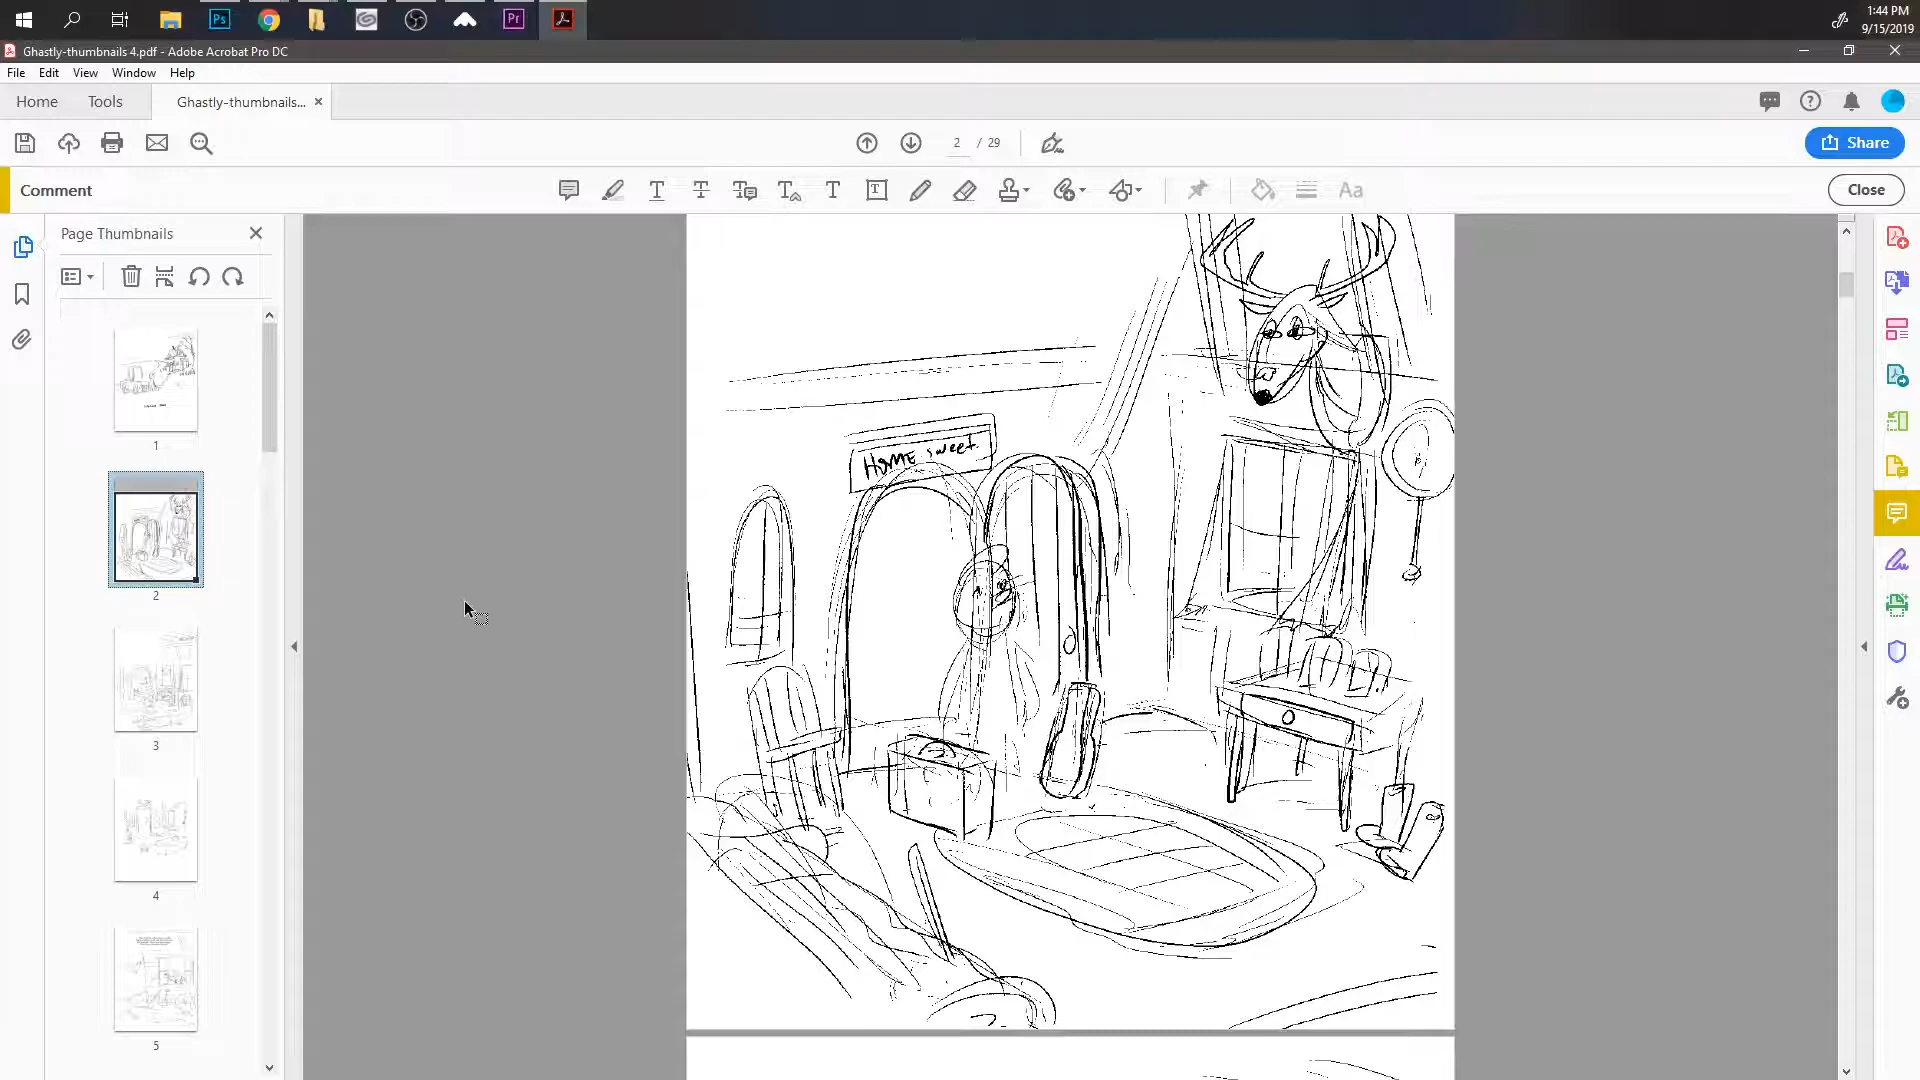 1:44 PM
9/15/2019
Ghastly-thumbnails 4.pdf - Adobe Acrobat Pro DC
File Edit View Window Help
Home Tools Ghastly-thumbnails...
2 / 29
Share
Comment
Close
Page Thumbnails
HOME sweet
1
2
3
4
5